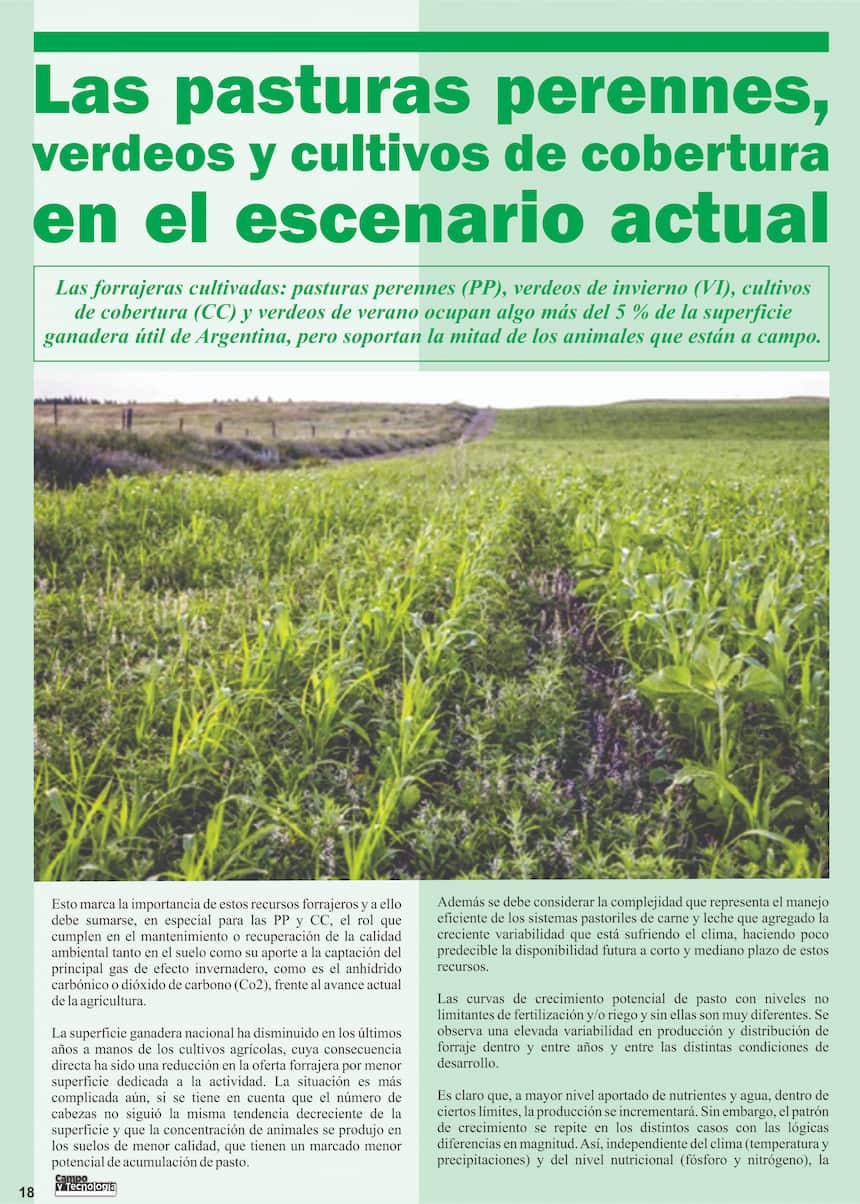 Las pasturas perennes,
verdeos y cultivos de cobertura
en el escenario actual
Las forrajeras cultivadas: pasturas perennes (PP), verdeos de invierno (VI), cultivos
de cobertura (CC) y verdeos de verano ocupan algo más del 5 % de la superficie
ganadera útil de Argentina, pero soportan la mitad de los animales que están a campo.
Esto marca la importancia de estos recursos forrajeros y a ello
debe sumarse, en especial para las PP y CC, el rol que
cumplen en el mantenimiento o recuperación de la calidad
ambiental tanto en el suelo como su aporte a la captación del
principal gas de efecto invernadero, como es el anhídrido
carbónico o dióxido de carbono (Co2), frente al avance actual
de la agricultura.
La superficie ganadera nacional ha disminuido en los últimos
años a manos de los cultivos agrícolas, cuya consecuencia
directa ha sido una reducción en la oferta forrajera por menor
superficie dedicada a la actividad. La situación es más
complicada aún, si se tiene en cuenta que el número de
cabezas no siguió la misma tendencia decreciente de la
superficie y que la concentración de animales se produjo en
los suelos de menor calidad, que tienen un marcado menor
potencial de acumulación de pasto.
Además se debe considerar la complejidad que representa el manejo
eficiente de los sistemas pastoriles de carne y leche que agregado la
creciente variabilidad que está sufriendo el clima, haciendo poco
predecible la disponibilidad futura a corto y mediano plazo de estos
recursos.
Las curvas de crecimiento potencial de pasto con niveles no
limitantes de fertilización y/o riego y sin ellas son muy diferentes. Se
observa una elevada variabilidad en producción y distribución de
forraje dentro y entre años y entre las distintas condiciones de
desarrollo.
Es claro que, a mayor nivel aportado de nutrientes y agua, dentro de
ciertos límites, la producción se incrementará. Sin embargo, el patrón
de crecimiento se repite en los distintos casos con las lógicas
diferencias en magnitud. Así, independiente del clima (temperatura y
precipitaciones) y del nivel nutricional (fósforo y nitrógeno), la
18
Campo
y Tecnología